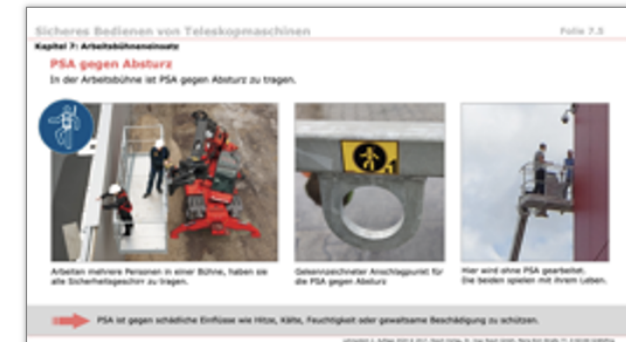 Sicheres Bedienen von Teleskopmaschinen
Folie 7.5
Kapitel 7: Arbeitsbühneneinsatz
PSA gegen Absturz
In der Arbeitsbühne ist PSA gegen Absturz zu tragen.
Arbeiten mehrere Personen in einer Bühne, haben sie
alle Sicherheitsgeschirr zu tragen.
Gekennzeichneter Anschlagpunkt für
die PSA gegen Absturz
Hier wird ohne PSA gearbeitet.
Die beiden spielen mit ihrem Leben.
PSA ist gegen schädliche Einflüsse wie Hitze, Kälte, Feuchtigkeit oder gewaltsame Beschädigung zu schützen.